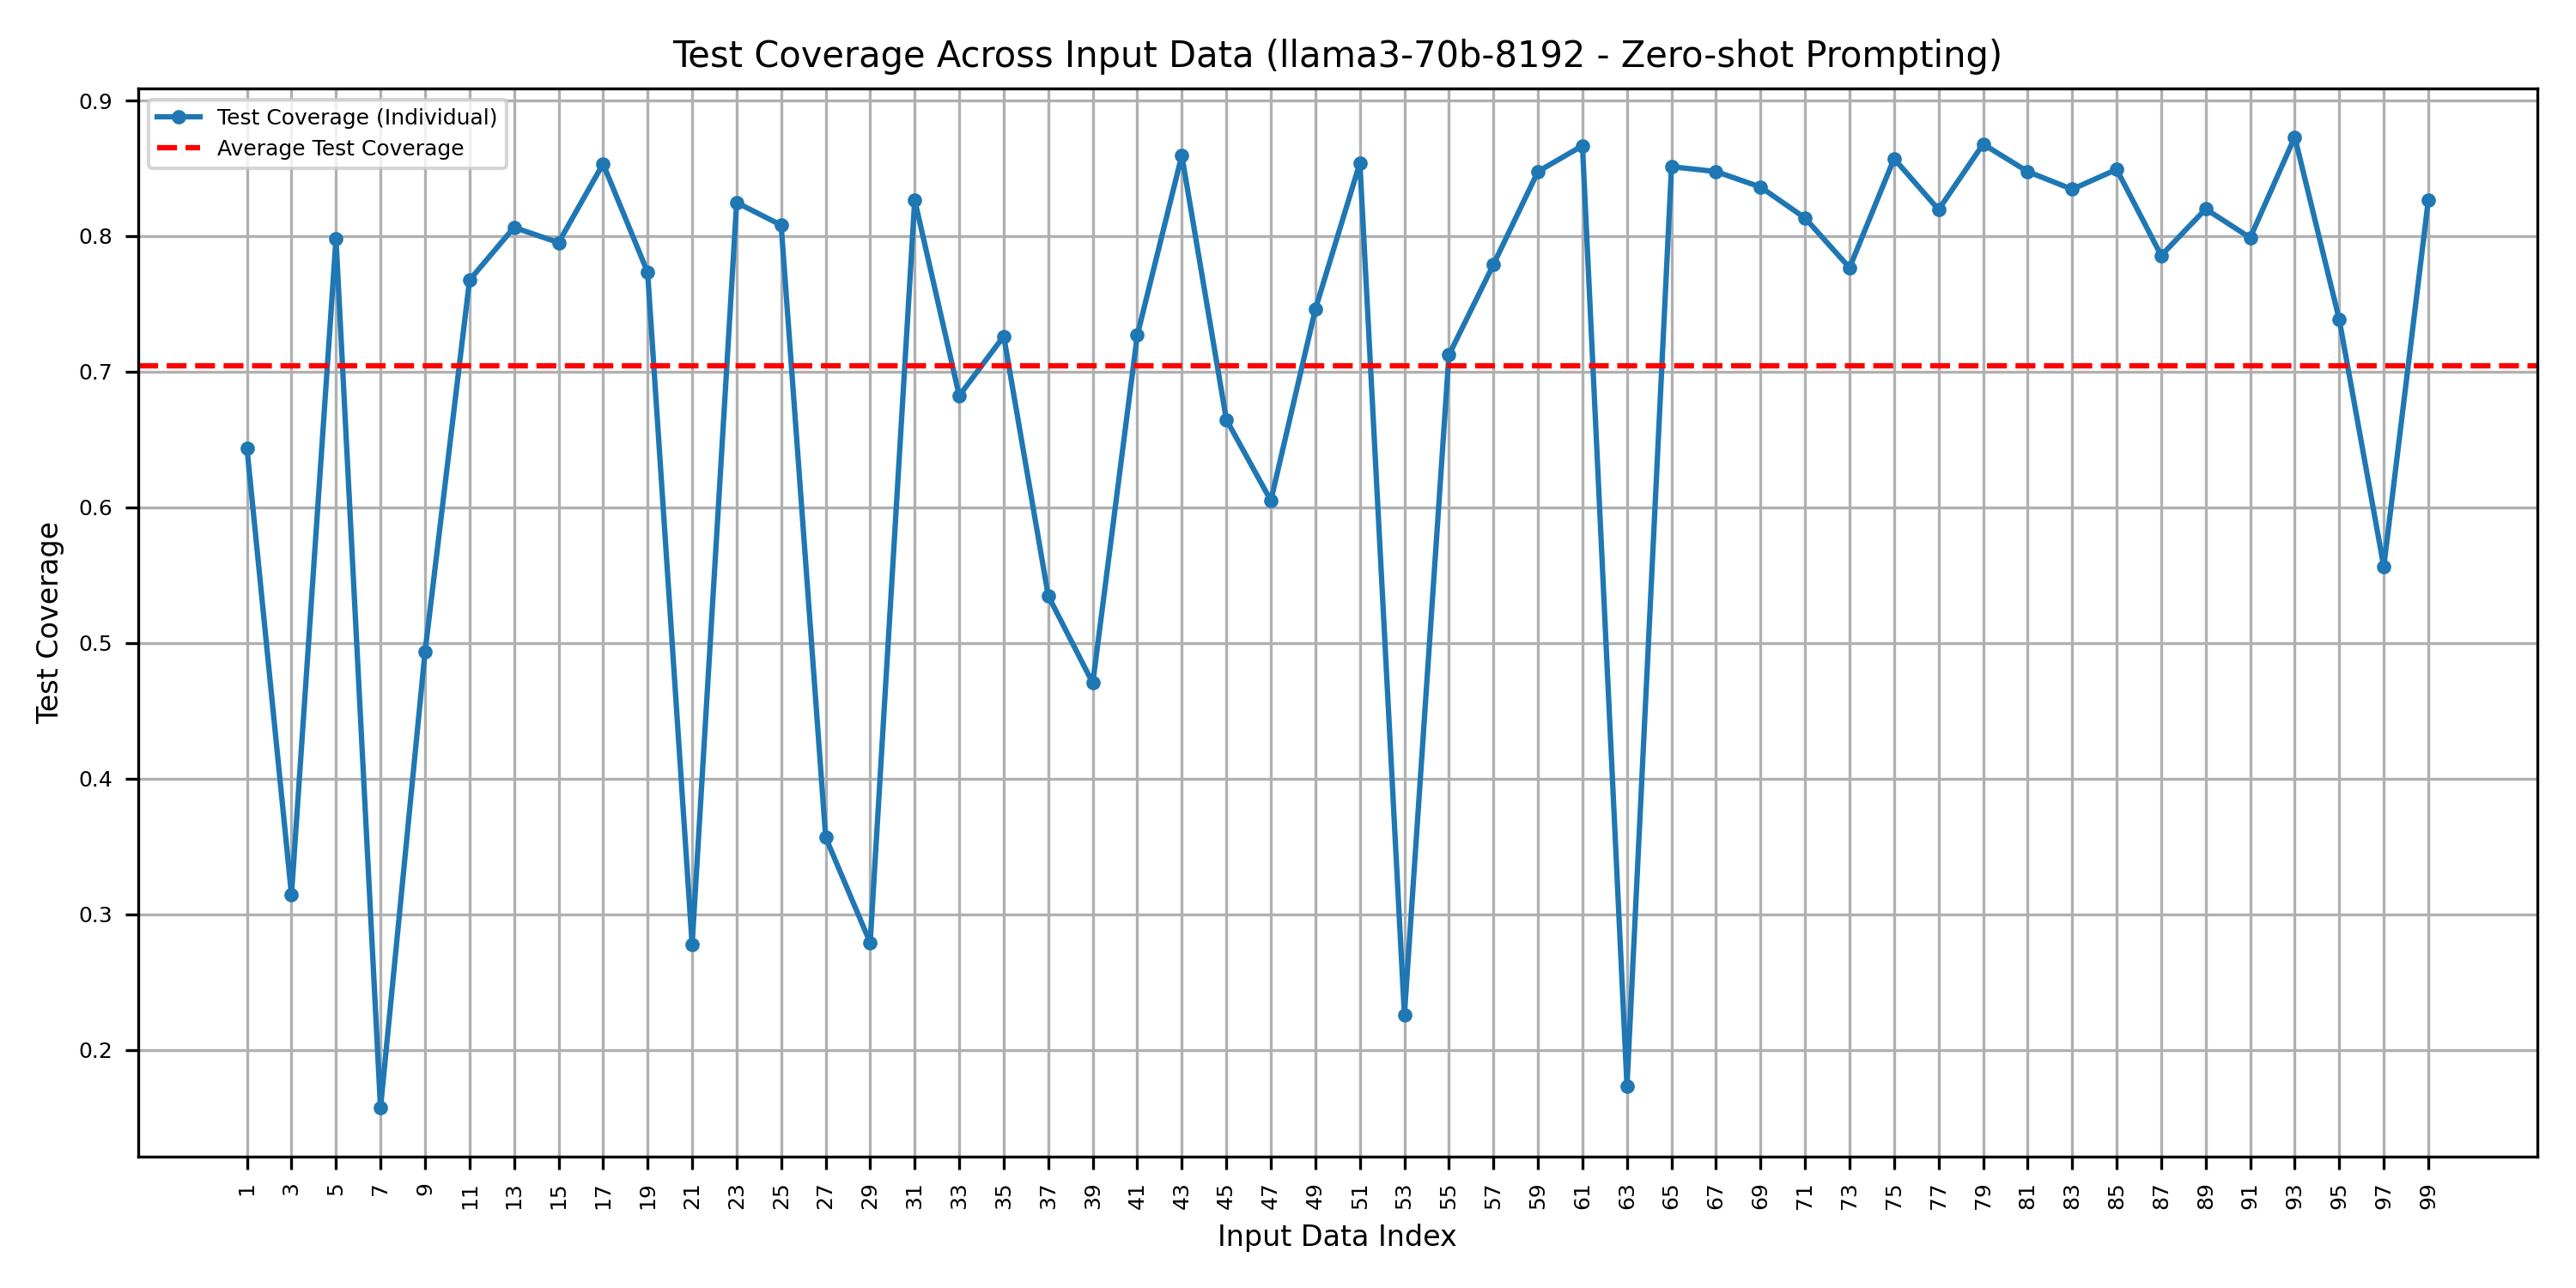 Test Coverage Across Input Data (llama3-70b-8192 - Zero-shot Prompting)
Test Coverage (Individual)
Average Test Coverage
0.9
0.8
0.7
0.6
0.5
0.4
0.3
0.2
Test Coverage
1 3 5 7 9 11 13 15 17 19 21 23 25 27 29 31 33 35 37 39 41 43 45 47 49 51 53 55 57 59 61 63 65 67 69 71 73 75 77 79 81 83 85 87 89 91 93 95 97 99
Input Data Index